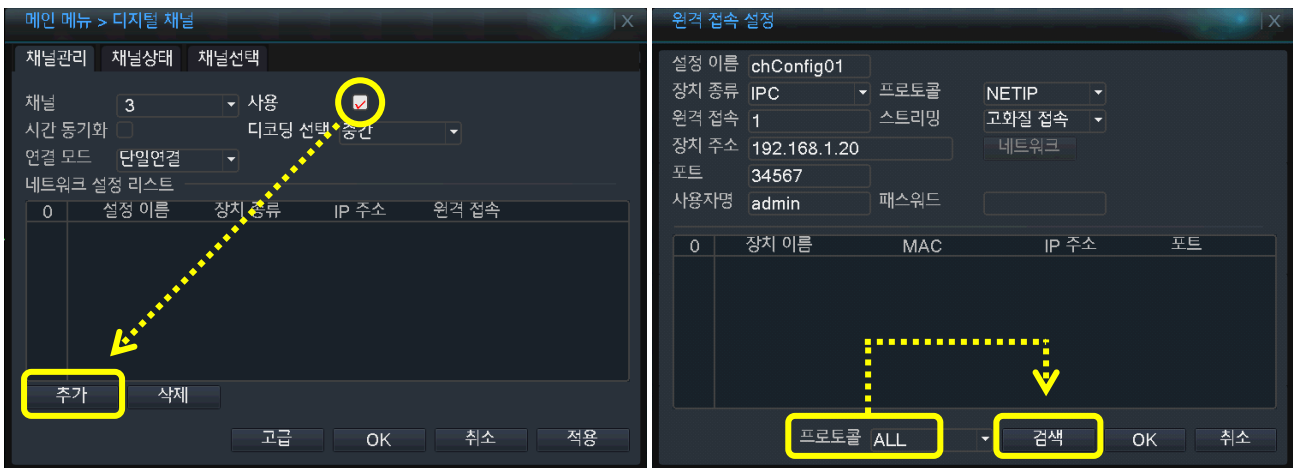 메인 메뉴 > 디지털 채널 X
채널관리 채널상태 채널선택
채널 3 사용
시간 동기화 디코딩 선택 중간
연결 모드 단일연결
네트워크 설정 리스트
0 설정 이름 장치 종류 IP 주소 원격 접속
추가 삭제
고급 OK 취소 적용
원격 접속 설정 X
설정 이름 chConfig01
장치 종류 IPC 프로토콜 NETIP
원격 접속 1 스트리밍 고화질 접속
장치 주소 192.168.1.20 네트워크
포트 34567
사용자명 admin 패스워드
0 장치 이름 MAC IP 주소 포트
프로토콜 ALL 검색 OK 취소